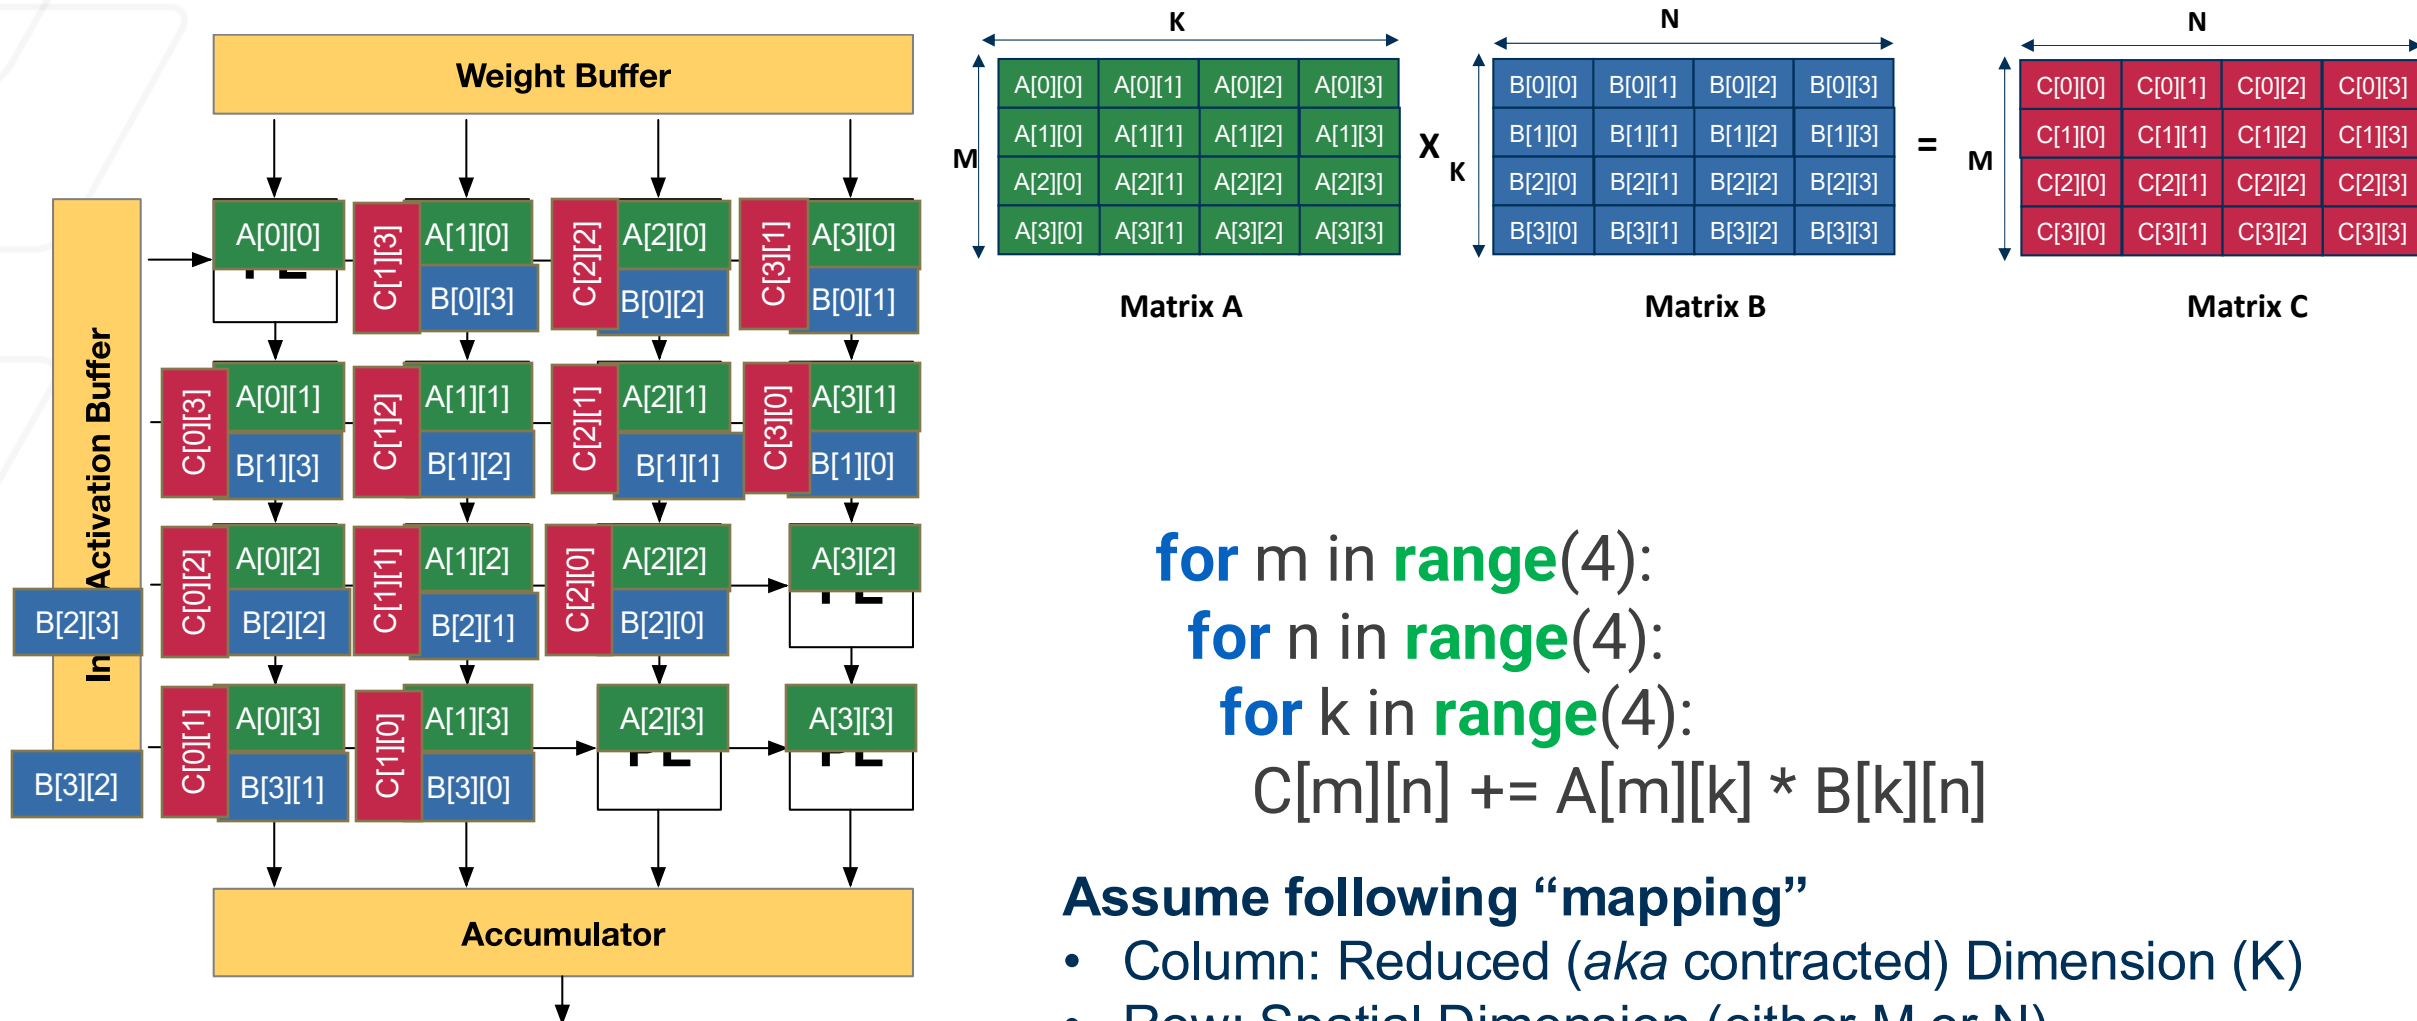 Weight Buffer
Activation Buffer
A[0][0]
C[1][3]
A[1][0]
B[0][3]
C[2][2]
A[2][0]
B[0][2]
C[3][1]
A[3][0]
B[0][1]
C[0][3]
A[0][1]
B[1][3]
C[1]2]
A[1][1]
B[1][2]
C[2][1]
A[2][1]
B[1][1]
C[3][0]
A[3][1]
B[1][0]
B[2][3]
C[0][2]
A[0][2]
B[2][2]
C[1][1]
A[1][2]
B[2][1]
C[2][0]
A[2][2]
B[2][0]
A[3][2]
B[3][2]
C[0][1]
A[0][3]
B[3][1]
C[1][0]
A[1][3]
B[3][0]
A[2][3]
A[3][3]
Accumulator
K
M
A[0][0] A[0][1] A[0][2] A[0][3]
A[1][0] A[1][1] A[1][2] A[1][3]
A[2][0] A[2][1] A[2][2] A[2][3]
A[3][0] A[3][1] A[3][2] A[3][3]
Matrix A
X
N
K
B[0][0] B[0][1] B[0][2] B[0][3]
B[1][0] B[1][1] B[1][2] B[1][3]
B[2][0] B[2][1] B[2][2] B[2][3]
B[3][0] B[3][1] B[3][2] B[3][3]
Matrix B
=
N
M
C[0][0] C[0][1] C[0][2] C[0][3]
C[1][0] C[1][1] C[1][2] C[1][3]
C[2][0] C[2][1] C[2][2] C[2][3]
C[3][0] C[3][1] C[3][2] C[3][3]
Matrix C
for m in range(4):
for n in range(4):
for k in range(4):
C[m][n] += A[m][k] * B[k][n]
Assume following “mapping”
• Column: Reduced (aka contracted) Dimension (K)
• Row: Spatial Dimension (either M or N)